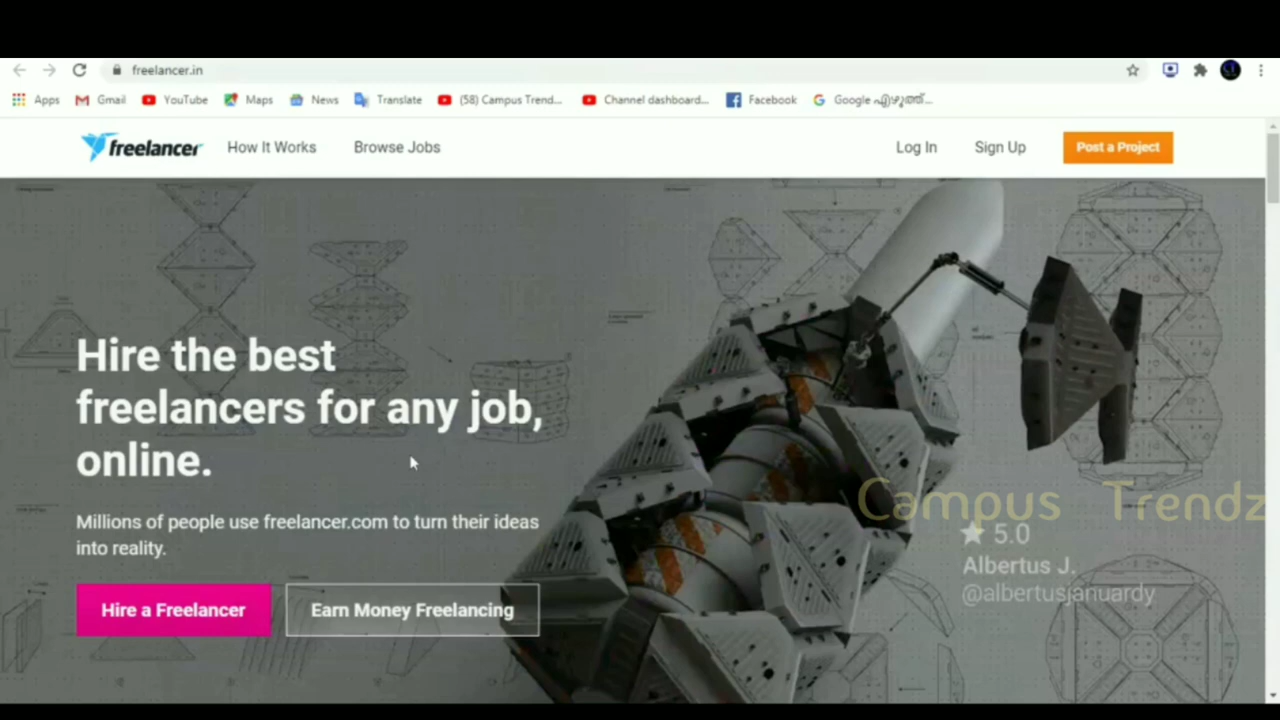 freelancer.in
Apps Gmail YouTube Maps News Translate (58) Campus Trend... Channel dashboard... Facebook Google എഴുത്ത്...
freelancer How It Works Browse Jobs Log In Sign Up Post a Project
Hire the best
freelancers for any job,
online.
Millions of people use freelancer.com to turn their ideas
into reality.
Hire a Freelancer Earn Money Freelancing
Campus Trendz
5.0
Albertus J.
@albertusjanuardy